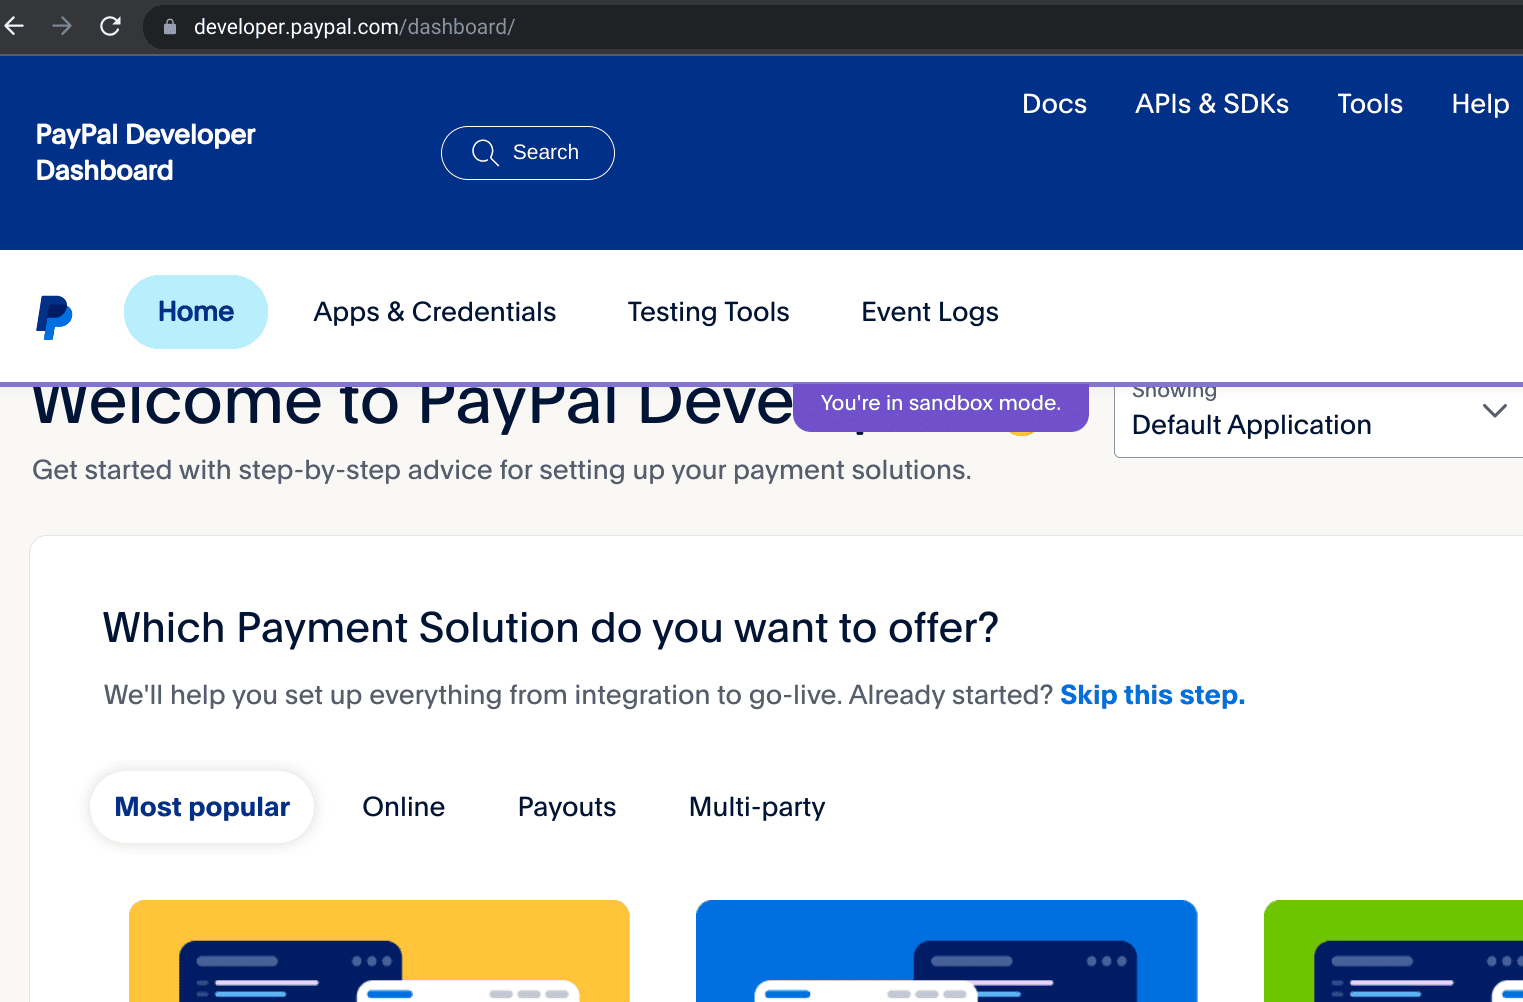 developer.paypal.com/dashboard/
Docs APIs & SDKs Tools Help
PayPal Developer
Dashboard
Search
Home Apps & Credentials Testing Tools Event Logs
Welcome to PayPal Deve
You're in sandbox mode.
Showing
Default Application
Get started with step-by-step advice for setting up your payment solutions.
Which Payment Solution do you want to offer?
We'll help you set up everything from integration to go-live. Already started? Skip this step.
Most popular Online Payouts Multi-party